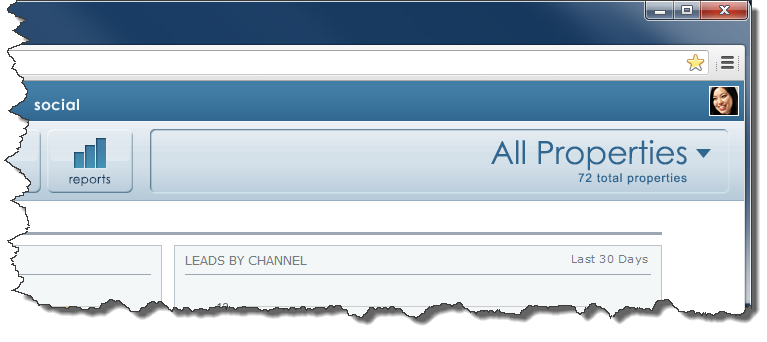 social
reports
All Properties
72 total properties
LEADS BY CHANNEL
Last 30 Days